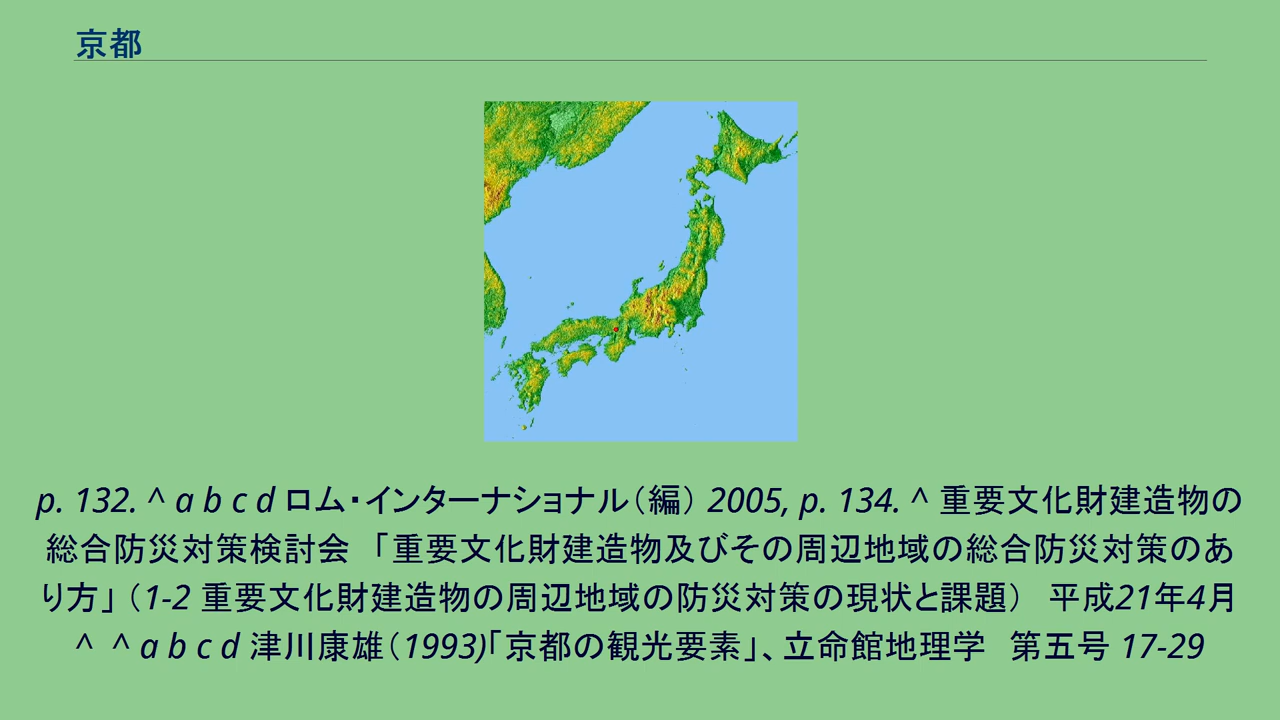 京都
p. 132. ^ a b c d ロム・インターナショナル（編） 2005, p. 134. ^ 重要文化財建造物の
総合防災対策検討会　「重要文化財建造物及びその周辺地域の総合防災対策のあ
り方」（1-2 重要文化財建造物の周辺地域の防災対策の現状と課題）　平成21年4月
^ ^ a b c d 津川康雄（1993)「京都の観光要素」、立命館地理学　第五号 17-29